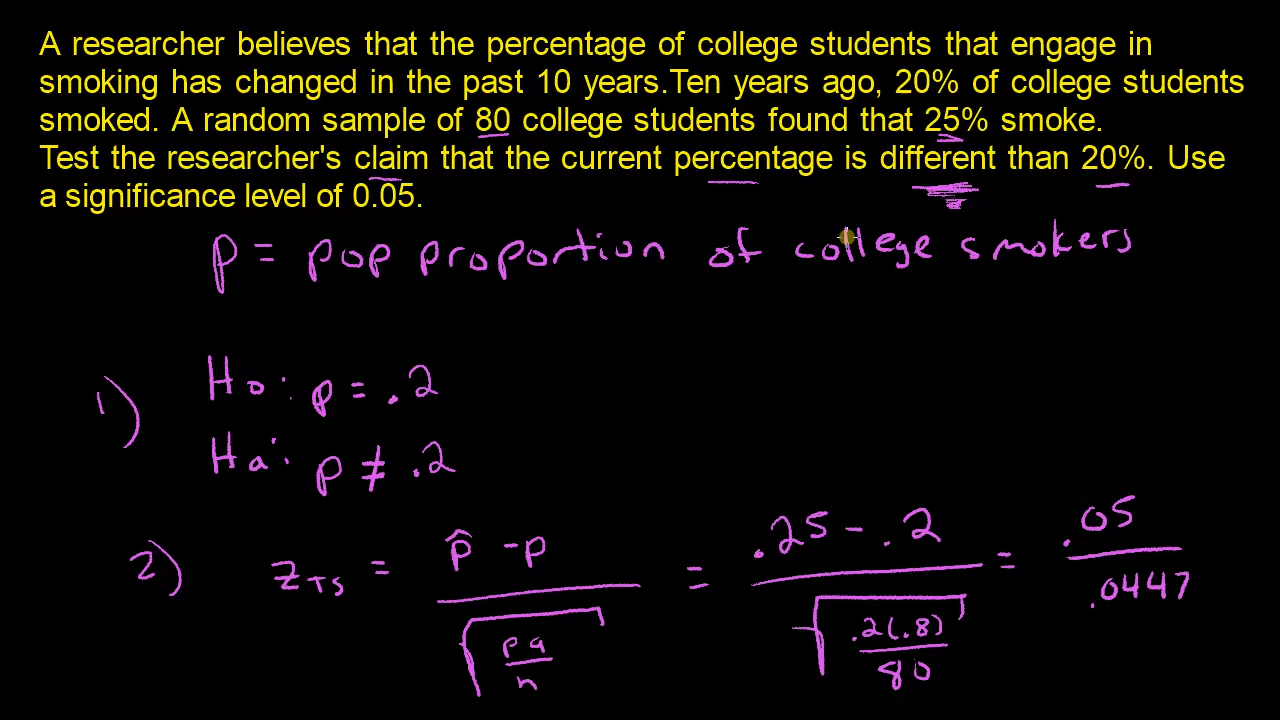 A researcher believes that the percentage of college students that engage in
smoking has changed in the past 10 years.Ten years ago, 20% of college students
smoked. A random sample of 80 college students found that 25% smoke.
Test the researcher's claim that the current percentage is different than 20%. Use
a significance level of 0.05.
p = pop proportion of college smokers
1) Ho: p = .2
Ha: p ≠ .2
2) zTS = p̂ - p / √(pq/n) = .25 - .2 / √(.2(.8)/80) = .05 / .0447